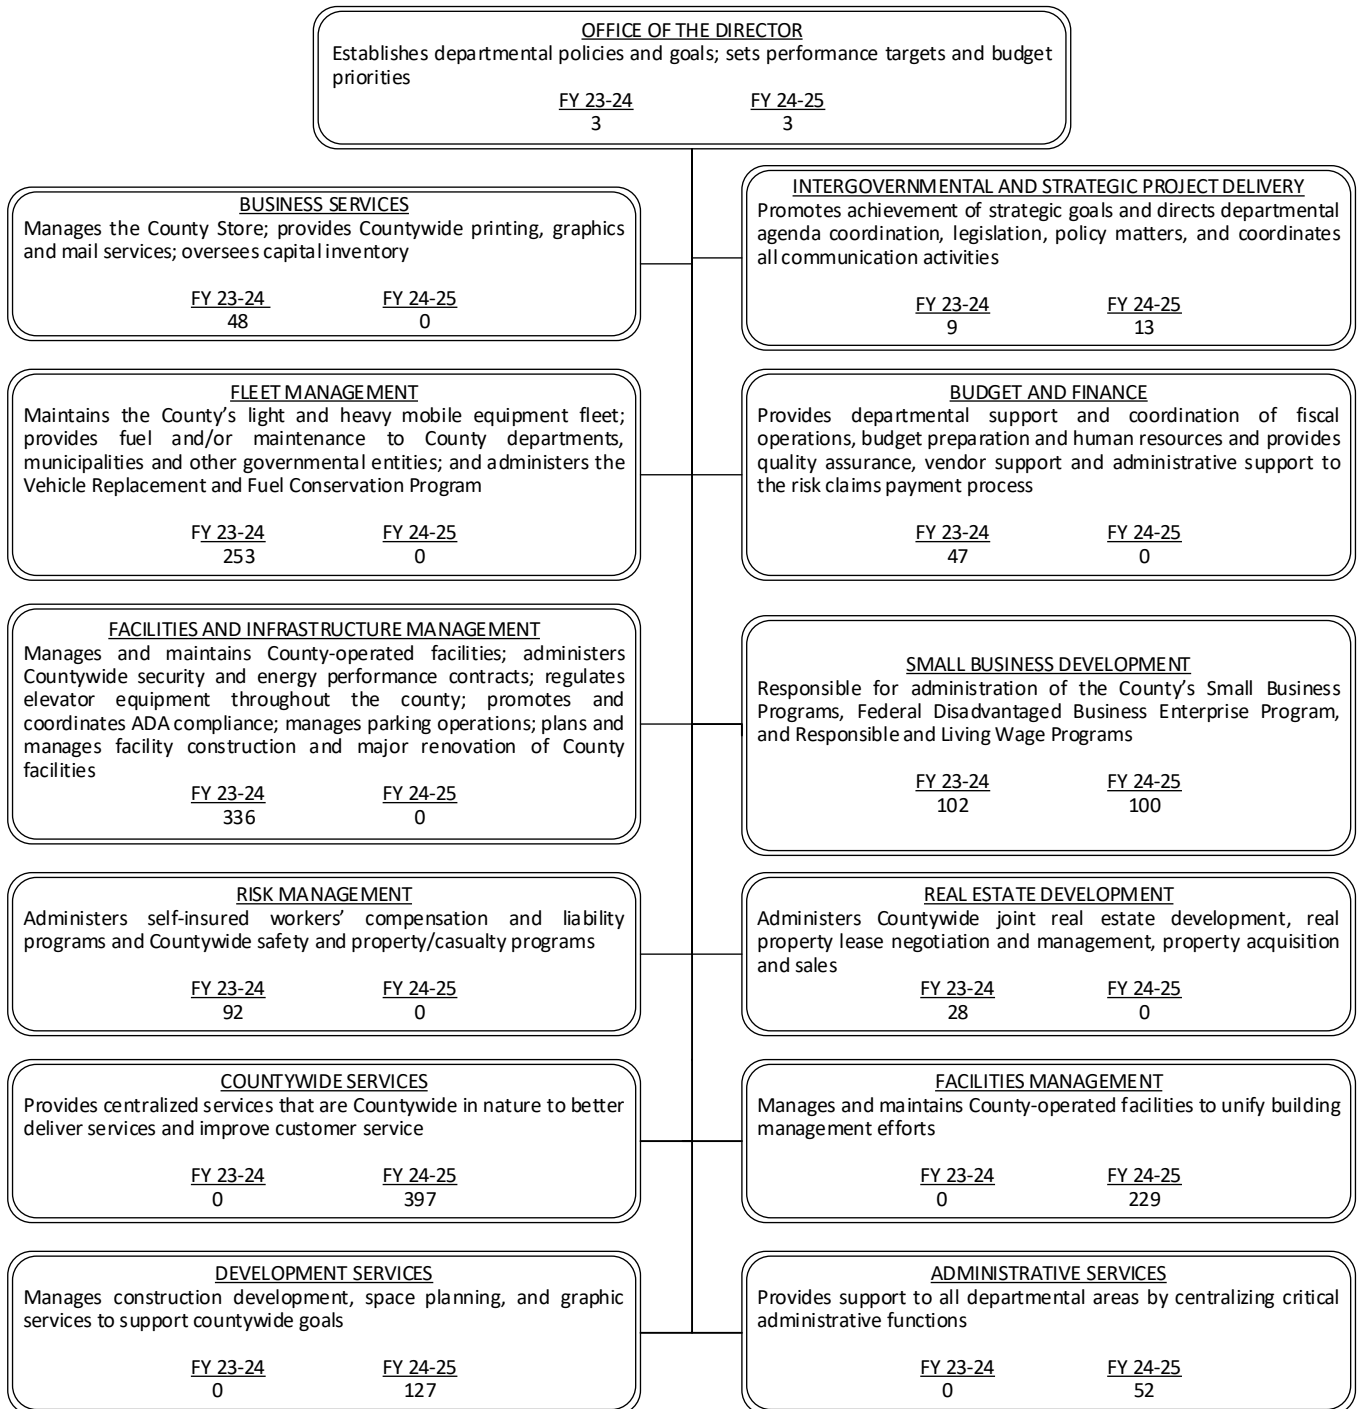 OFFICE OF THE DIRECTOR
Establishes departmental policies and goals; sets performance targets and budget
priorities
FY 23-24 FY 24-25
3 3
BUSINESS SERVICES
Manages the County Store; provides Countywide printing, graphics
and mail services; oversees capital inventory
FY 23-24 FY 24-25
48 0
INTERGOVERNMENTAL AND STRATEGIC PROJECT DELIVERY
Promotes achievement of strategic goals and directs departmental
agenda coordination, legislation, policy matters, and coordinates
all communication activities
FY 23-24 FY 24-25
9 13
FLEET MANAGEMENT
Maintains the County’s light and heavy mobile equipment fleet;
provides fuel and/or maintenance to County departments,
municipalities and other governmental entities; and administers the
Vehicle Replacement and Fuel Conservation Program
FY 23-24 FY 24-25
253 0
BUDGET AND FINANCE
Provides departmental support and coordination of fiscal
operations, budget preparation and human resources and provides
quality assurance, vendor support and administrative support to
the risk claims payment process
FY 23-24 FY 24-25
47 0
FACILITIES AND INFRASTRUCTURE MANAGEMENT
Manages and maintains County-operated facilities; administers
Countywide security and energy performance contracts; regulates
elevator equipment throughout the county; promotes and
coordinates ADA compliance; manages parking operations; plans and
manages facility construction and major renovation of County
facilities
FY 23-24 FY 24-25
336 0
SMALL BUSINESS DEVELOPMENT
Responsible for administration of the County’s Small Business
Programs, Federal Disadvantaged Business Enterprise Program,
and Responsible and Living Wage Programs
FY 23-24 FY 24-25
102 100
RISK MANAGEMENT
Administers self-insured workers’ compensation and liability
programs and Countywide safety and property/casualty programs
FY 23-24 FY 24-25
92 0
REAL ESTATE DEVELOPMENT
Administers Countywide joint real estate development, real
property lease negotiation and management, property acquisition
and sales
FY 23-24 FY 24-25
28 0
COUNTYWIDE SERVICES
Provides centralized services that are Countywide in nature to better
deliver services and improve customer service
FY 23-24 FY 24-25
0 397
FACILITIES MANAGEMENT
Manages and maintains County-operated facilities to unify building
management efforts
FY 23-24 FY 24-25
0 229
DEVELOPMENT SERVICES
Manages construction development, space planning, and graphic
services to support countywide goals
FY 23-24 FY 24-25
0 127
ADMINISTRATIVE SERVICES
Provides support to all departmental areas by centralizing critical
administrative functions
FY 23-24 FY 24-25
0 52